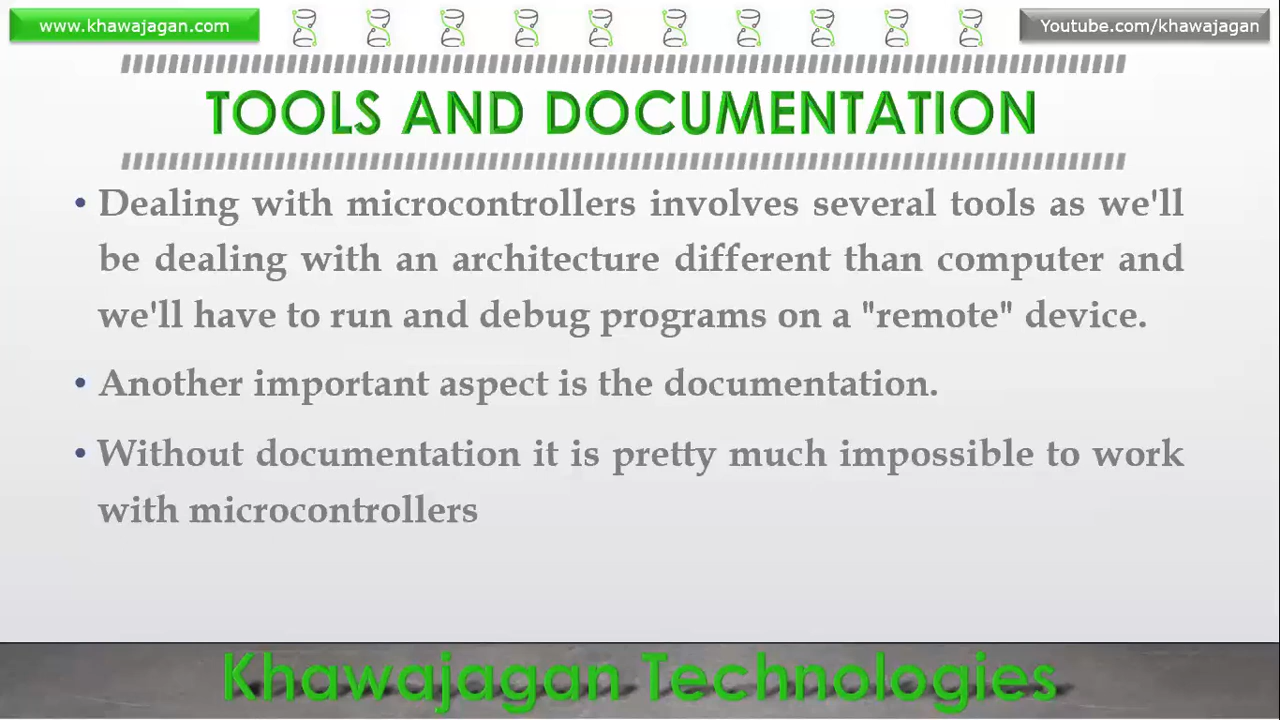 www.khawajagan.com
Youtube.com/khawajagan
TOOLS AND DOCUMENTATION
• Dealing with microcontrollers involves several tools as we'll
be dealing with an architecture different than computer and
we'll have to run and debug programs on a "remote" device.
• Another important aspect is the documentation.
• Without documentation it is pretty much impossible to work
with microcontrollers
Khawajagan Technologies